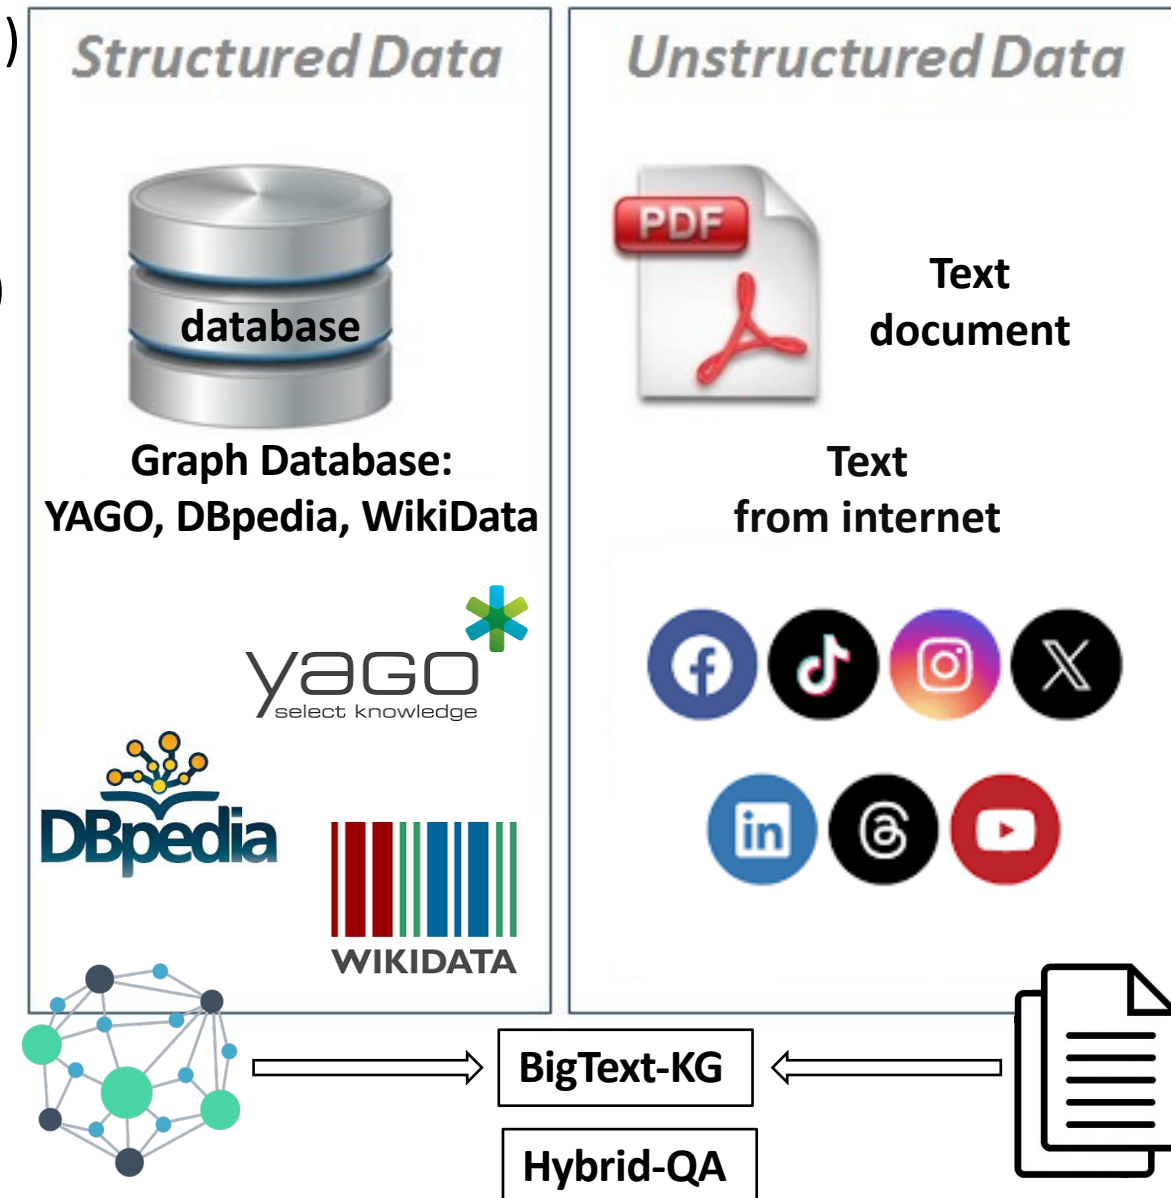 )
Structured Data
database
Graph Database:
YAGO, DBpedia, WikiData
yago
select knowledge
DBpedia
WIKIDATA
Unstructured Data
PDF
Text
document
Text
from internet
in
)
BigText-KG
Hybrid-QA